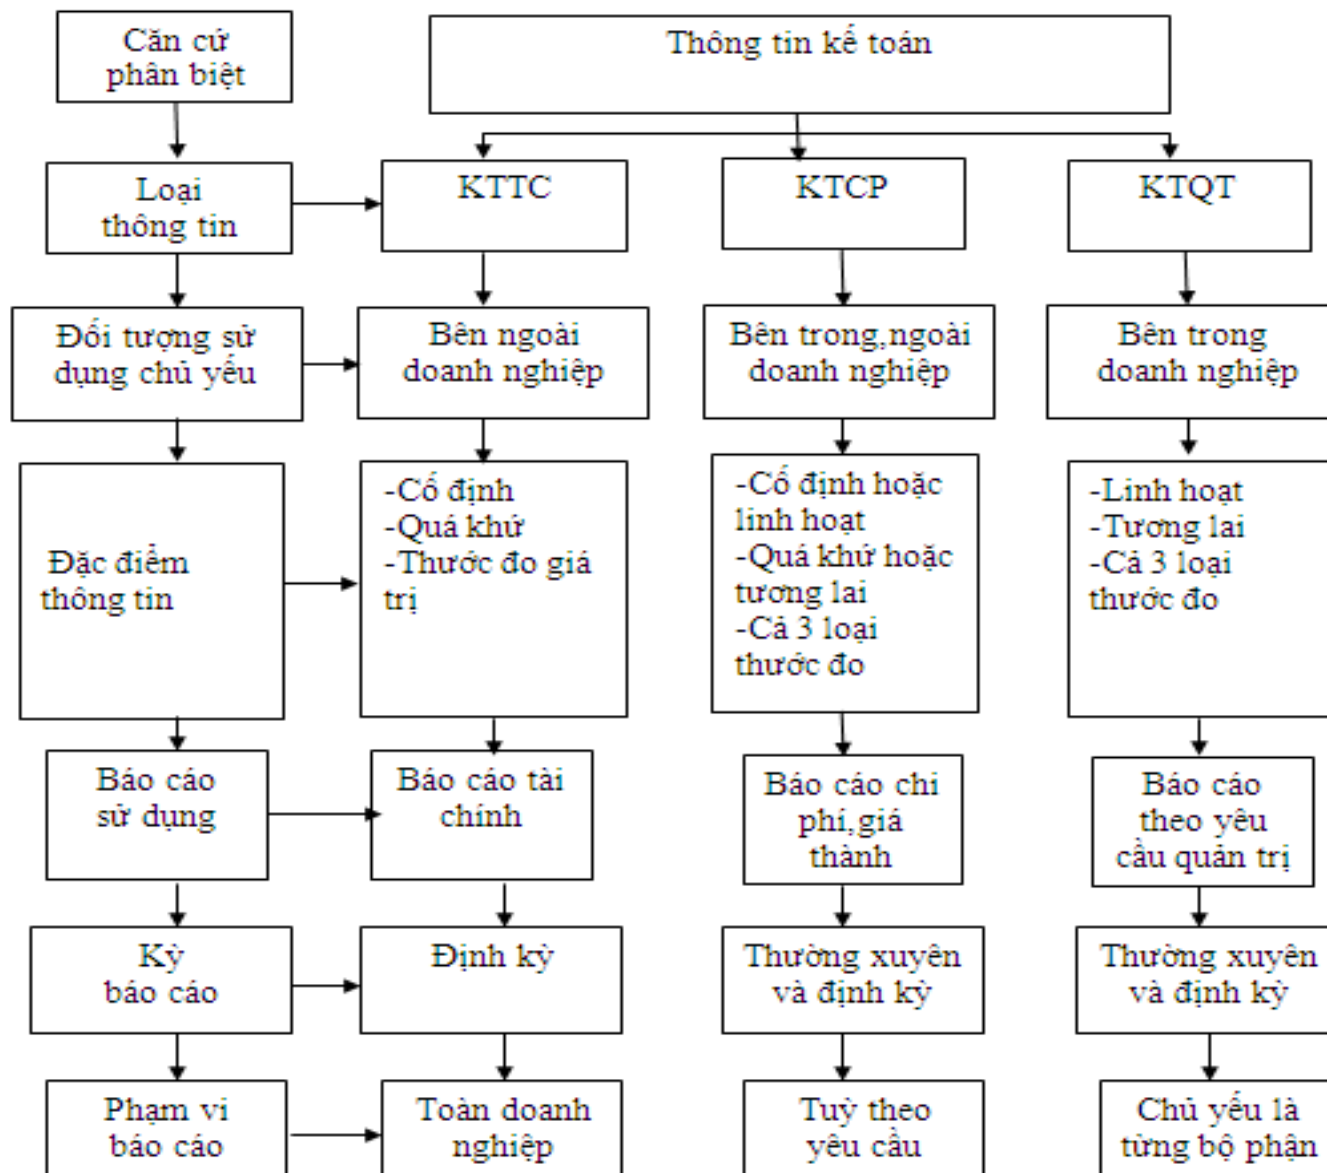 Căn cứ
phân biệt
Thông tin kế toán
Loại
thông tin
KTTC
KTCP
KTQT
Đối tượng sử
dụng chủ yếu
Bên ngoài
doanh nghiệp
Bên trong,ngoài
doanh nghiệp
Bên trong
doanh nghiệp
Đặc điểm
thông tin
-Cố định
-Quá khứ
-Thước đo giá
trị
-Cố định hoặc
linh hoạt
-Quá khứ hoặc
tương lai
-Cả 3 loại
thước đo
-Linh hoạt
-Tương lai
-Cả 3 loại
thước đo
Báo cáo
sử dụng
Báo cáo tài
chính
Báo cáo chi
phí,giá
thành
Báo cáo
theo yêu
cầu quản trị
Kỳ
báo cáo
Định kỳ
Thường xuyên
và định kỳ
Thường xuyên
và định kỳ
Phạm vi
báo cáo
Toàn doanh
nghiệp
Tuỳ theo
yêu cầu
Chủ yếu là
từng bộ phận